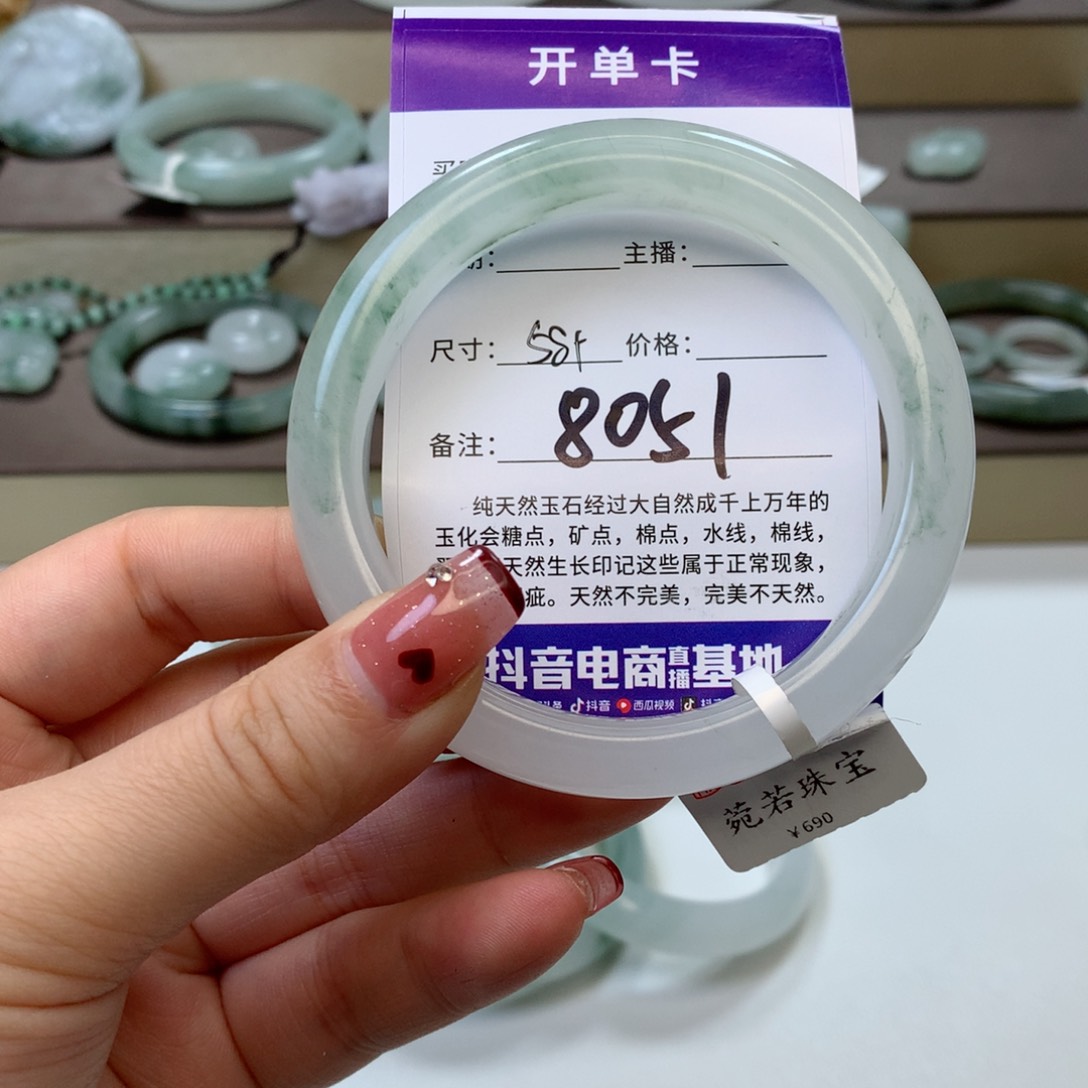 开单卡
主播：
尺寸： 价格：
8051
备注：
纯天然玉石经过大自然成千上万年的
玉化会糖点，矿点，棉点，水线，棉线，
天然生长印记这些属于正常现象，
疵。天然不完美，完美不天然。
抖音电商直播基地
抖音 西瓜视频
菀若珠宝
￥690